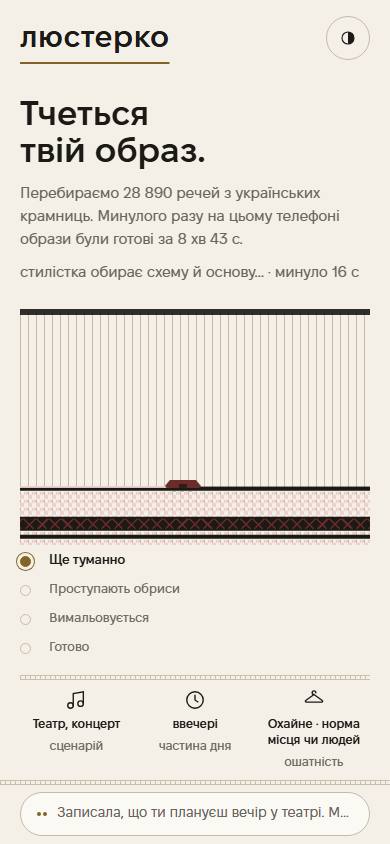 люстерко
Тчеться
твій образ.
Перебираємо 28 890 речей з українських
крамниць. Минулого разу на цьому телефоні
образи були готові за 8 хв 43 с.
стилістка обирає схему й основу... · минуло 16 с
Ще туманно
Проступають обриси
Вимальовується
Готово
Театр, концерт
сценарій
ввечері
частина дня
Охайне · норма
місця чи людей
ошатність
Записала, що ти плануєш вечір у театрі. М...